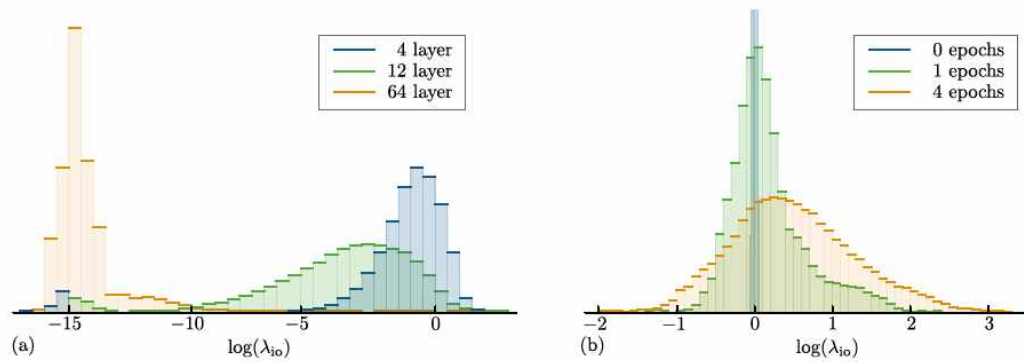 4 layer
12 layer
64 layer
−15 −10 −5 0
(a) log(λio)
0 epochs
1 epochs
4 epochs
−2 −1 0 1 2 3
(b) log(λio)